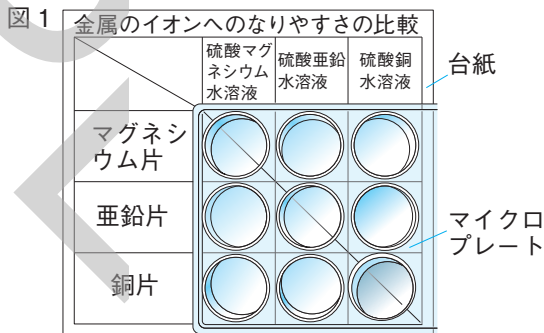 図 1
金属のイオンへのなりやすさの比較
硫酸マグ
ネシウム
水溶液
硫酸亜鉛
水溶液
硫酸銅
水溶液
台紙
マグネシ
ウム片
亜鉛片
銅片
マイクロ
プレート